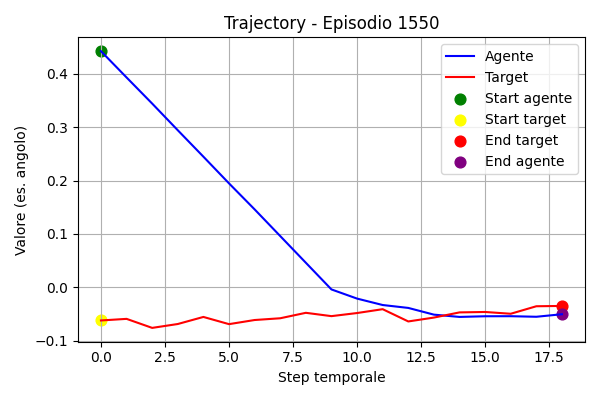 Trajectory - Episodio 1550
Valore (es. angolo)
0.4
0.3
0.2
0.1
0.0
−0.1
0.0
2.5
5.0
7.5
10.0
12.5
15.0
17.5
Step temporale
Agente
Target
Start agente
Start target
End target
End agente